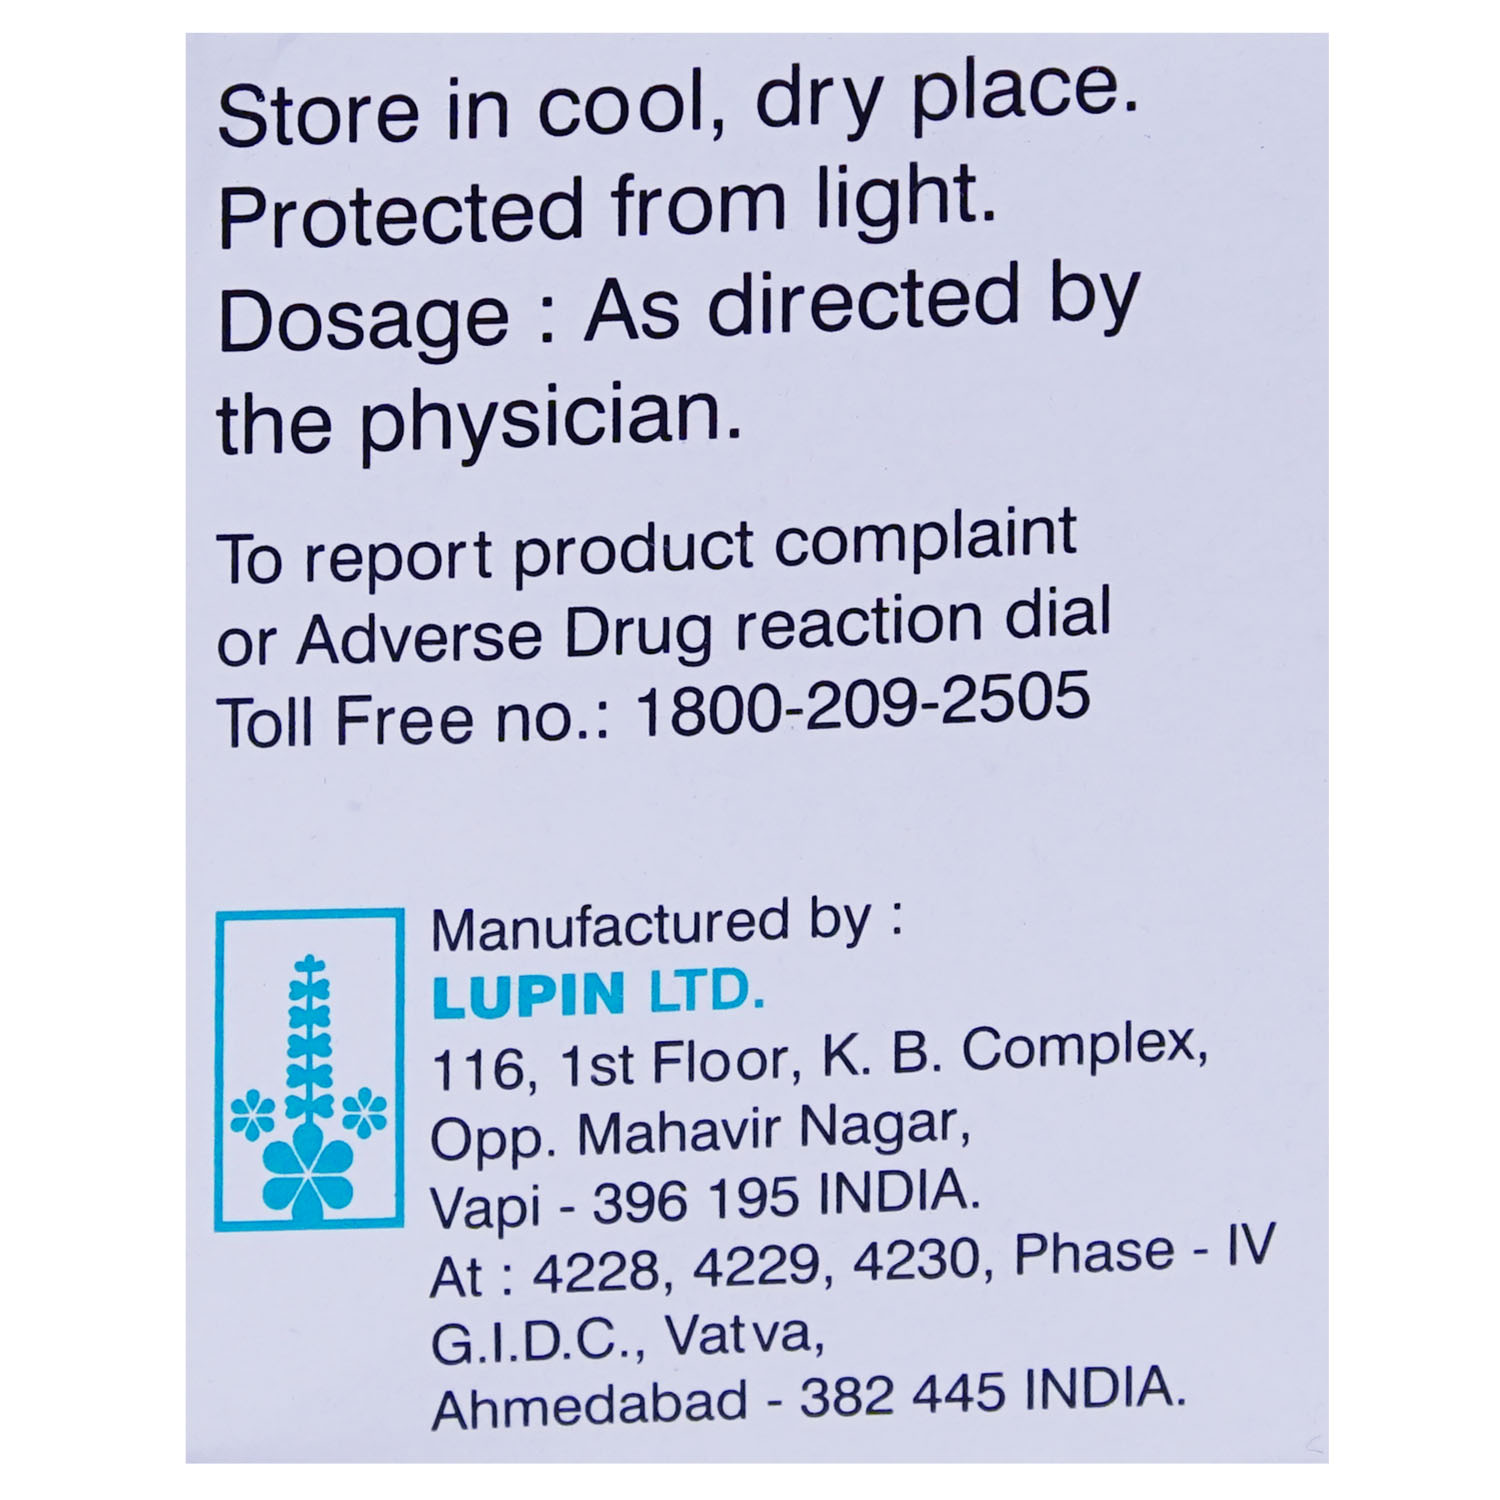 Store in cool, dry place.
Protected from light.
Dosage : As directed by
the physician.
To report product complaint
or Adverse Drug reaction dial
Toll Free no.: 1800-209-2505
Manufactured by :
LUPIN LTD.
116, 1st Floor, K. B. Complex,
Opp. Mahavir Nagar,
Vapi - 396 195 INDIA.
At : 4228, 4229, 4230, Phase - IV
G.I.D.C., Vatva,
Ahmedabad - 382 445 INDIA.